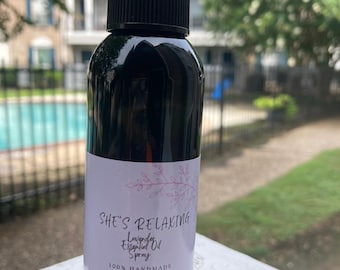 SHE'S RELAXING
Lavender
Essential Oil
Spray
100% HANDMADE